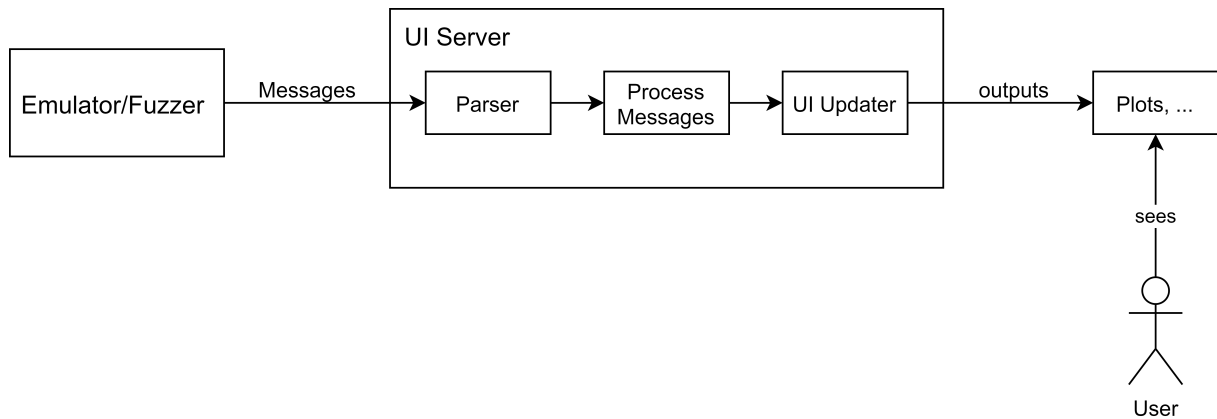 UI Server
Emulator/Fuzzer
Messages
Parser
Process
Messages
UI Updater
outputs
Plots, ...
sees
User